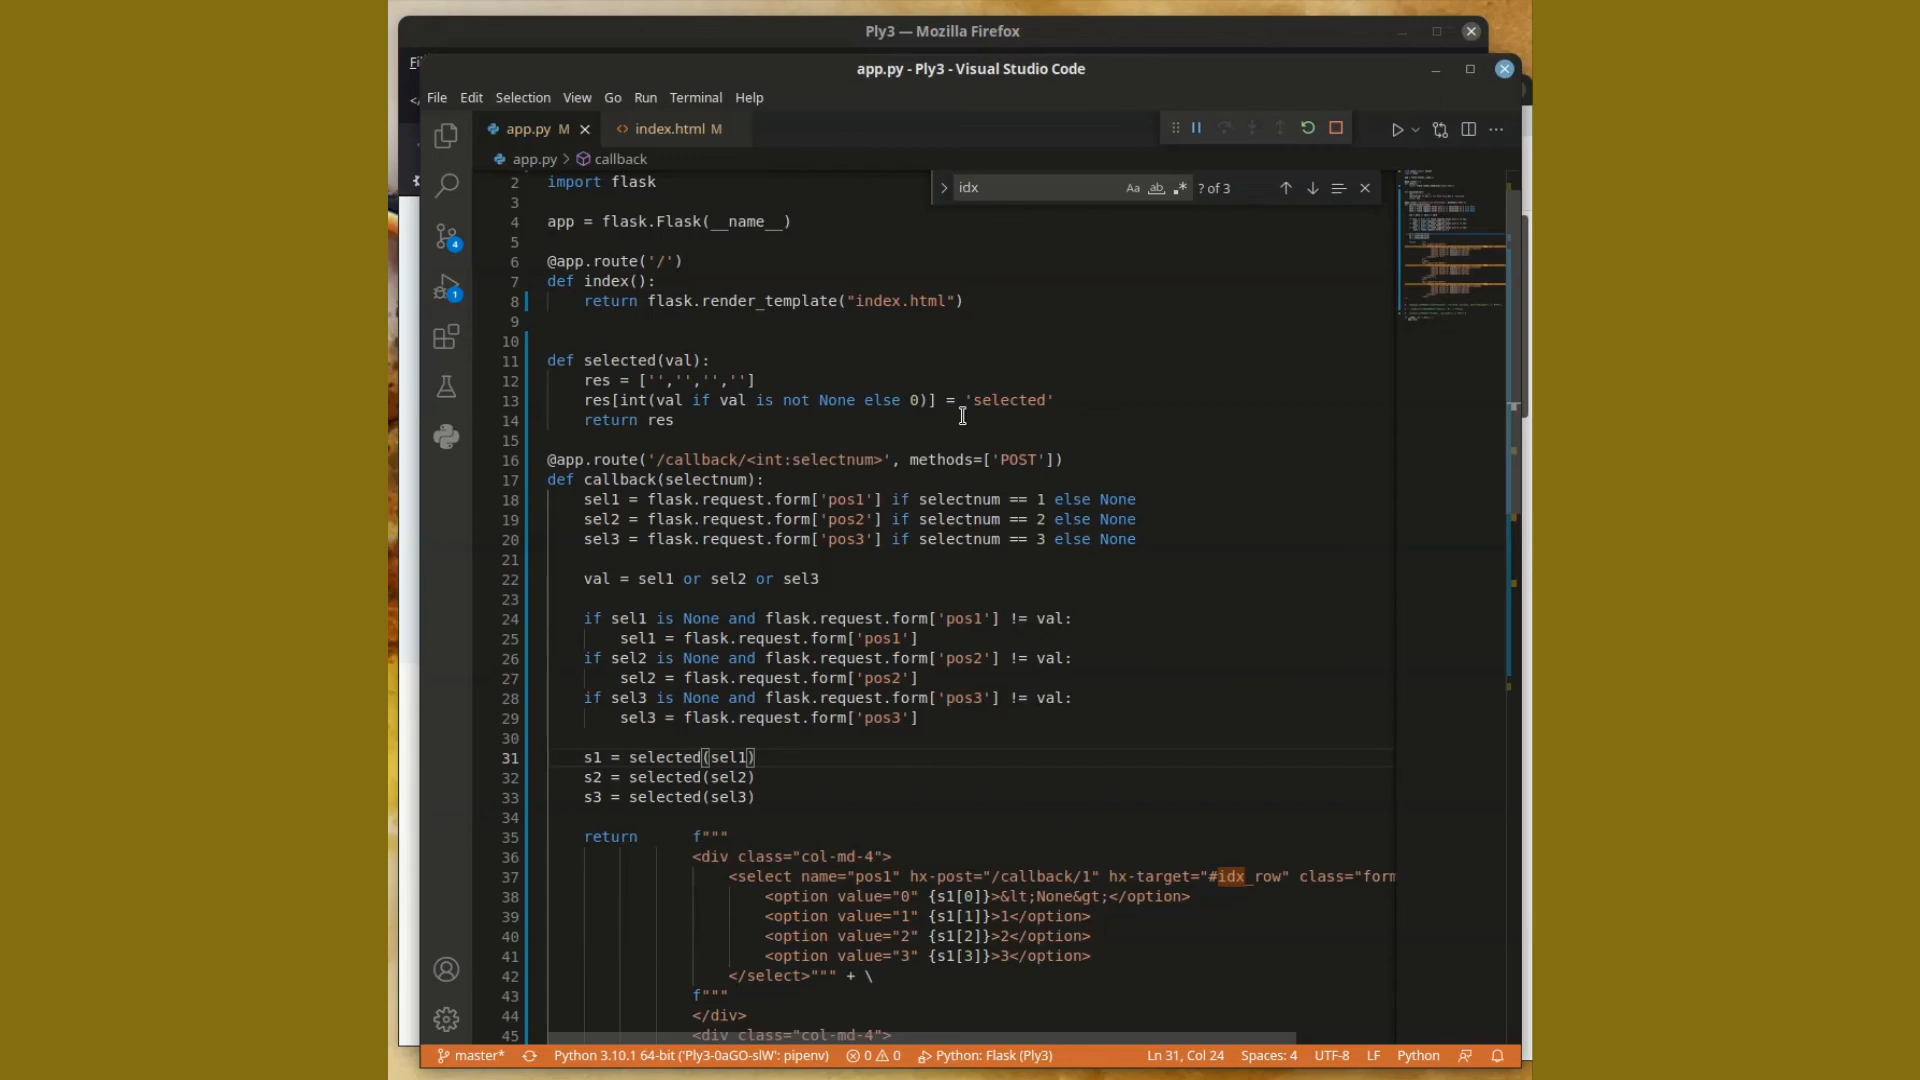 Ply3 — Mozilla Firefox
app.py - Ply3 - Visual Studio Code
File Edit Selection View Go Run Terminal Help
app.py M index.html M
app.py > callback
idx Aa ab ? of 3
2 import flask
3
4 app = flask.Flask(__name__)
5
6 @app.route('/')
7 def index():
8 return flask.render_template("index.html")
9
10
11 def selected(val):
12 res = ['','','','']
13 res[int(val if val is not None else 0)] = 'selected'
14 return res
15
16 @app.route('/callback/<int:selectnum>', methods=['POST'])
17 def callback(selectnum):
18 sel1 = flask.request.form['pos1'] if selectnum == 1 else None
19 sel2 = flask.request.form['pos2'] if selectnum == 2 else None
20 sel3 = flask.request.form['pos3'] if selectnum == 3 else None
21
22 val = sel1 or sel2 or sel3
23
24 if sel1 is None and flask.request.form['pos1'] != val:
25 sel1 = flask.request.form['pos1']
26 if sel2 is None and flask.request.form['pos2'] != val:
27 sel2 = flask.request.form['pos2']
28 if sel3 is None and flask.request.form['pos3'] != val:
29 sel3 = flask.request.form['pos3']
30
31 s1 = selected(sel1)
32 s2 = selected(sel2)
33 s3 = selected(sel3)
34
35 return f"""
36 <div class="col-md-4">
37 <select name="pos1" hx-post="/callback/1" hx-target="#idx_row" class="form
38 <option value="0" {s1[0]}>&lt;None&gt;</option>
39 <option value="1" {s1[1]}>1</option>
40 <option value="2" {s1[2]}>2</option>
41 <option value="3" {s1[3]}>3</option>
42 </select>""" + \
43 f"""
44 </div>
45 <div class="col-md-4">
4
1
master* Python 3.10.1 64-bit ('Ply3-0aGO-slW': pipenv) 0 0 Python: Flask (Ply3) Ln 31, Col 24 Spaces: 4 UTF-8 LF Python